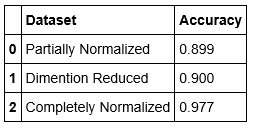 Dataset Accuracy
0 Partially Normalized 0.899
1 Dimention Reduced 0.900
2 Completely Normalized 0.977